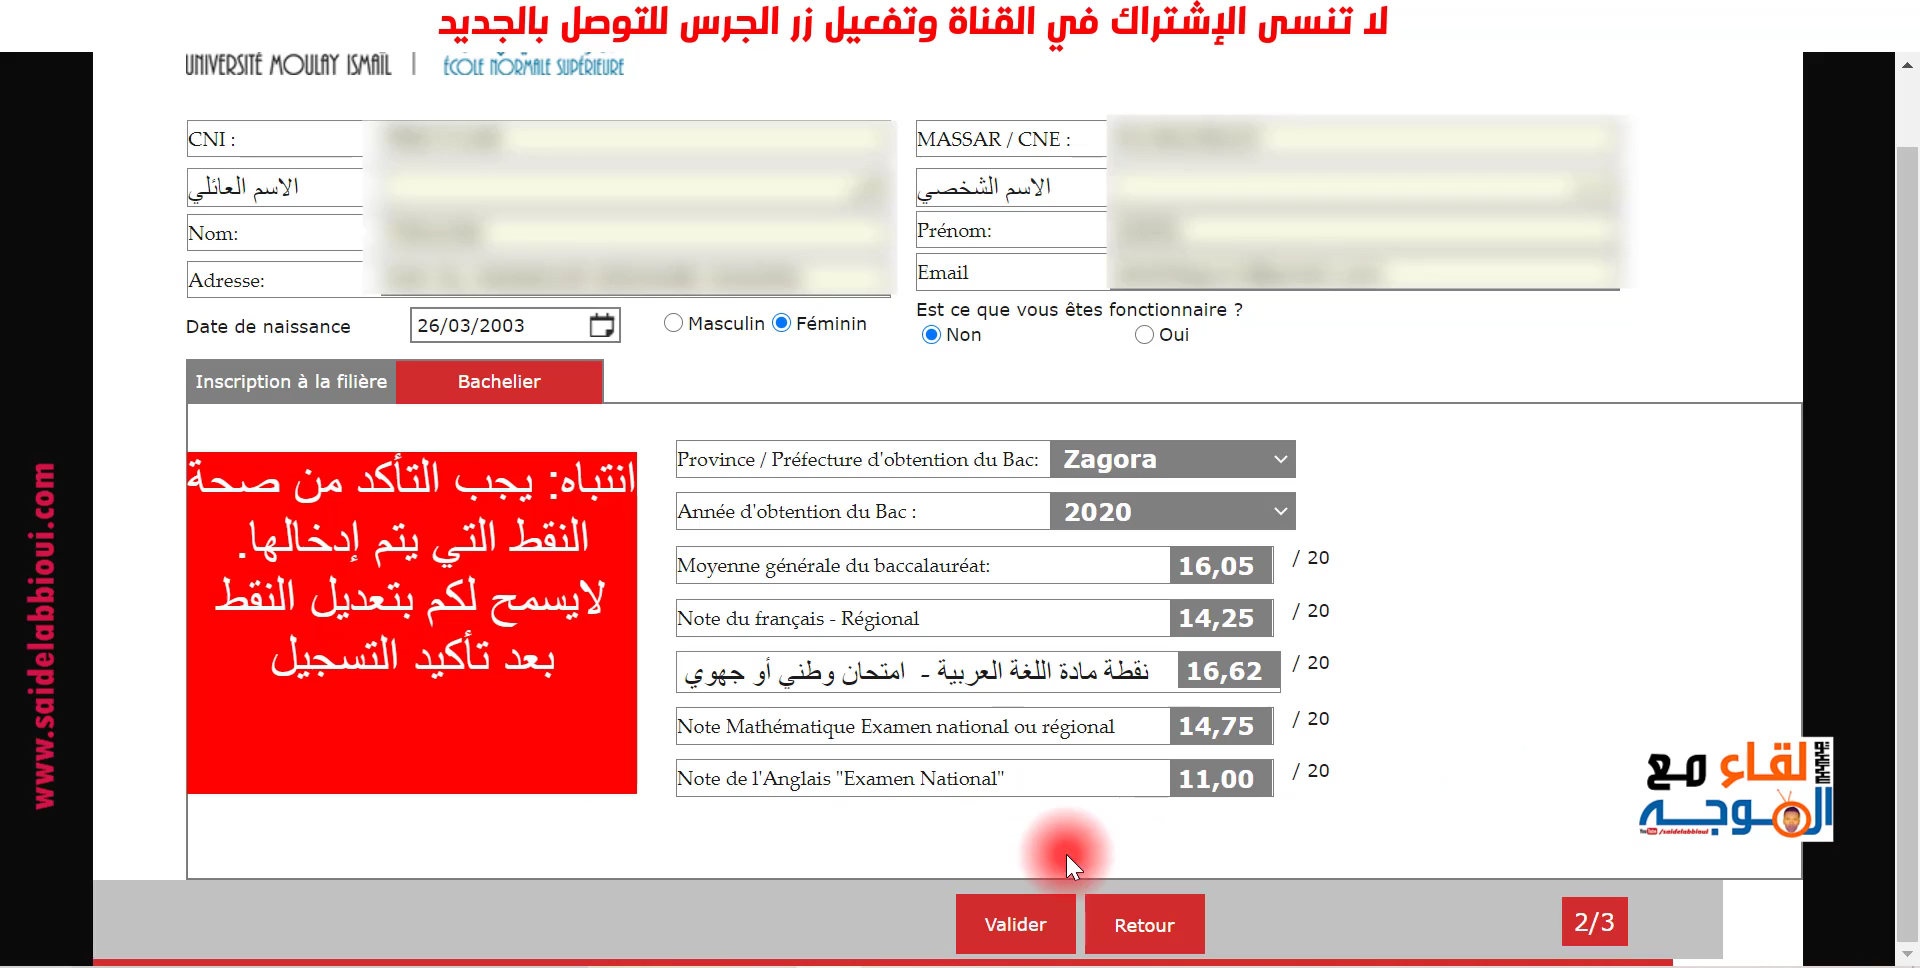 لا تنسى الإشتراك في القناة وتفعيل زر الجرس للتوصل بالجديد
UNIVERSITÉ MOULAY ISMAÏL | ÉCOLE NORMALE SUPÉRIEURE
CNI :
MASSAR / CNE :
الاسم العائلي
الاسم الشخصي
Nom:
Prénom:
Adresse:
Email
Date de naissance 26/03/2003 Masculin Féminin
Est ce que vous êtes fonctionnaire ?
Non Oui
Inscription à la filière Bachelier
انتباه: يجب التأكد من صحة
النقط التي يتم إدخالها.
لايسمح لكم بتعديل النقط
بعد تأكيد التسجيل
Province / Préfecture d'obtention du Bac: Zagora
Année d'obtention du Bac : 2020
Moyenne générale du baccalauréat: 16,05 / 20
Note du français - Régional 14,25 / 20
نقطة مادة اللغة العربية - امتحان وطني أو جهوي 16,62 / 20
Note Mathématique Examen national ou régional 14,75 / 20
Note de l'Anglais "Examen National" 11,00 / 20
www.saidelabbioui.com
لقاء مع
الموجه
/saidelabbioui
Valider Retour 2/3